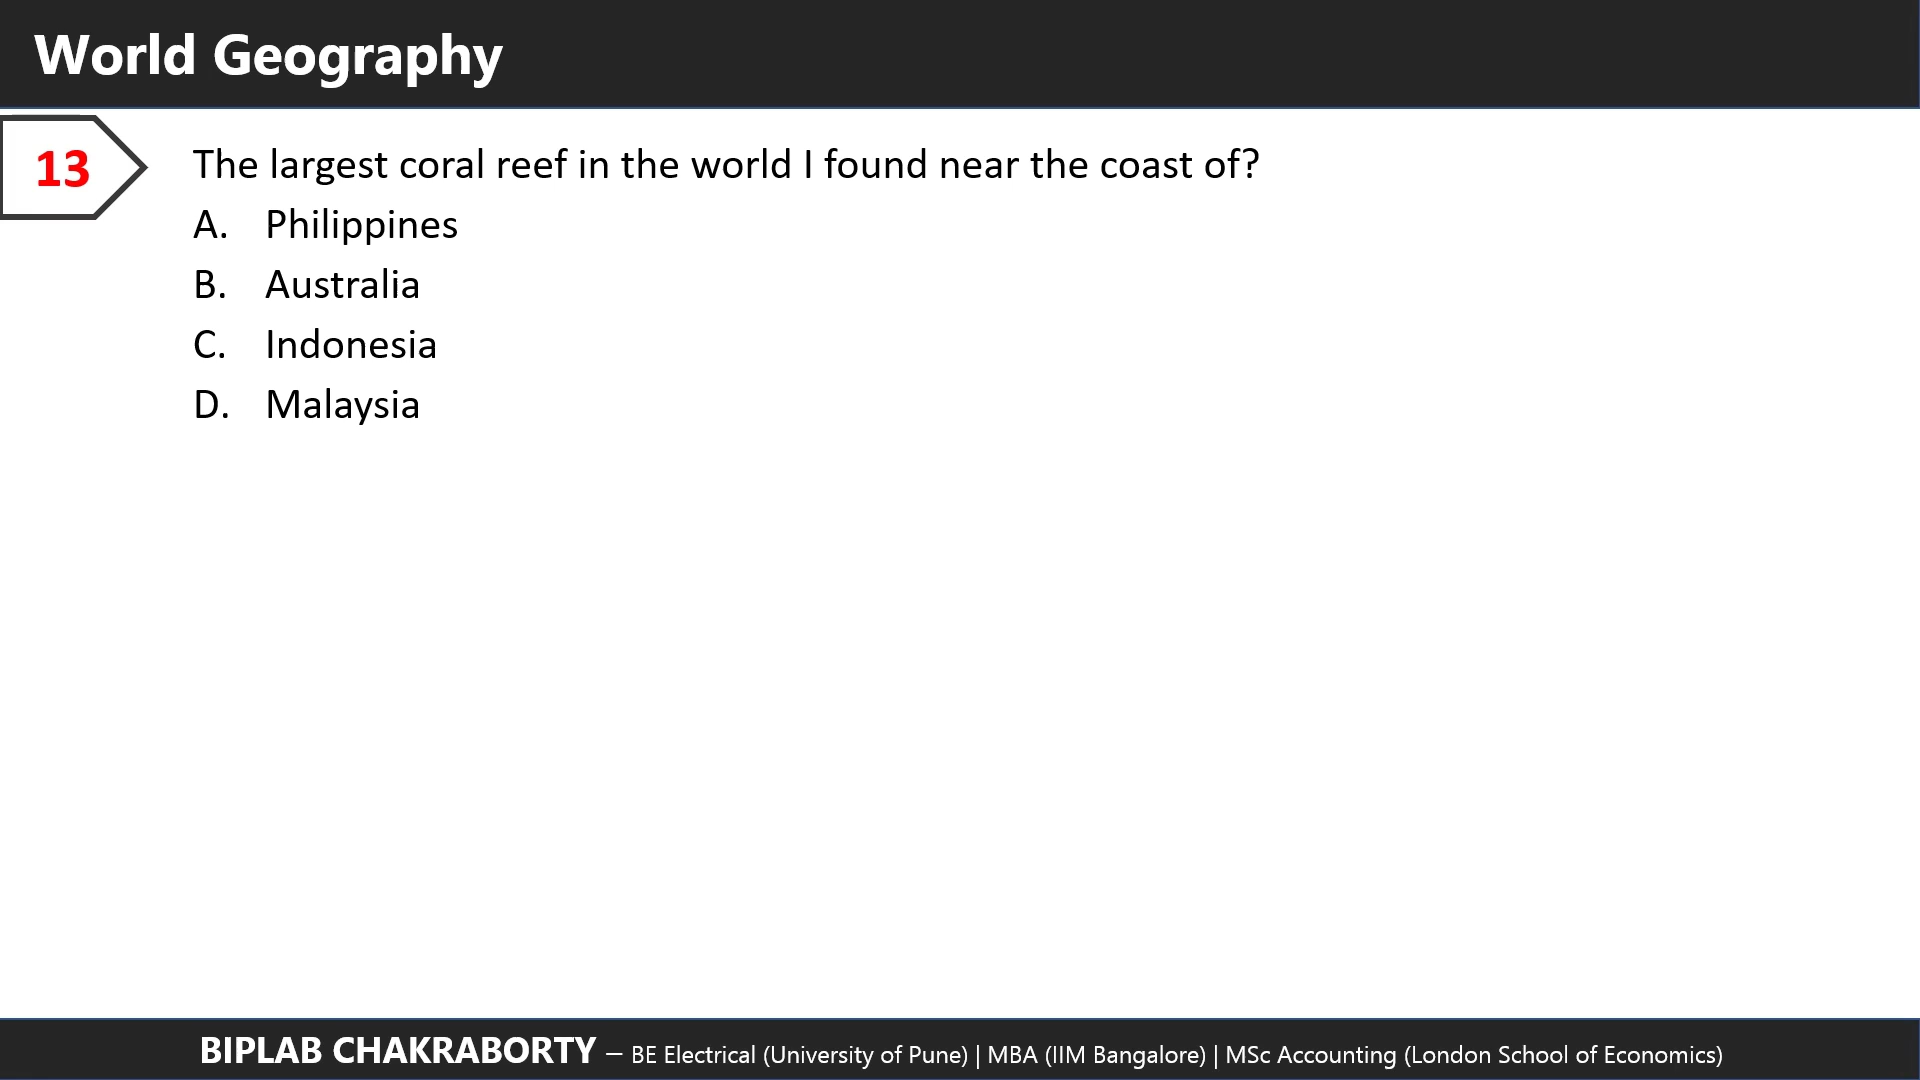 World Geography
13
The largest coral reef in the world I found near the coast of?
A. Philippines
B. Australia
C. Indonesia
D. Malaysia
BIPLAB CHAKRABORTY – BE Electrical (University of Pune) | MBA (IIM Bangalore) | MSc Accounting (London School of Economics)